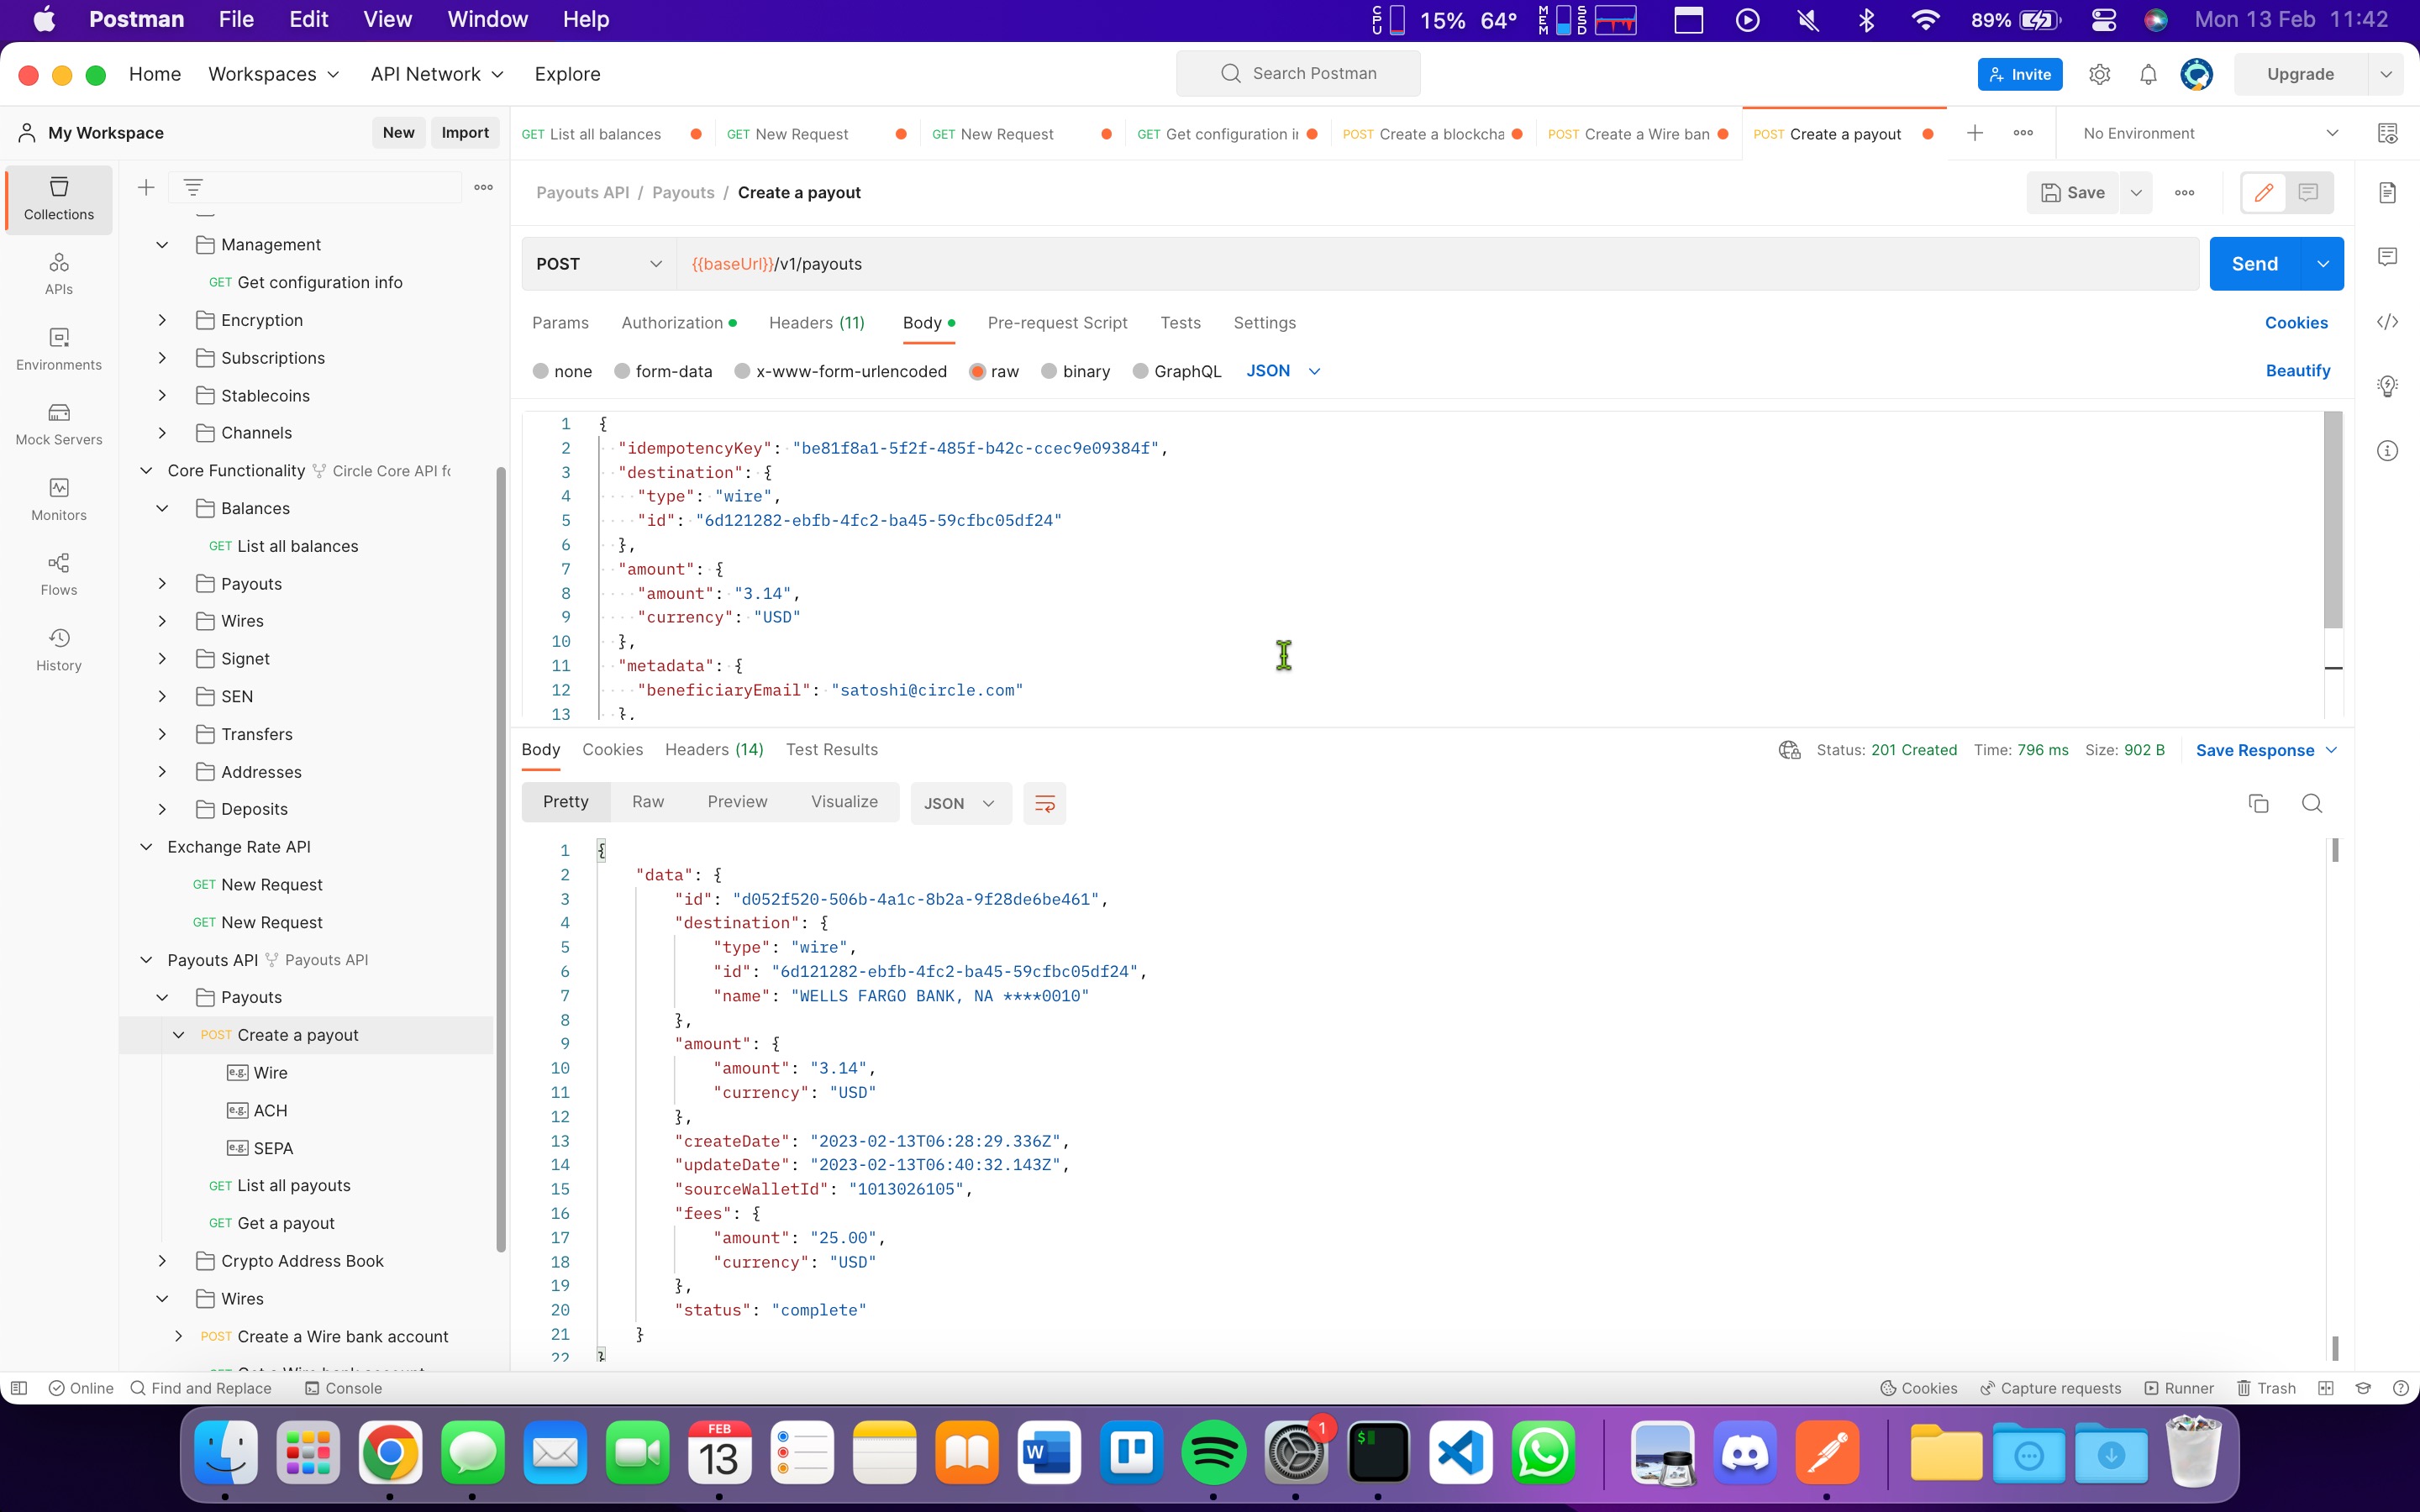 Postman File Edit View Window Help CPU 15% 64° MEM SSD 89% Mon 13 Feb 11:42
Home Workspaces API Network Explore Search Postman Invite Upgrade
My Workspace New Import
GET List all balances GET New Request GET New Request GET Get configuration i POST Create a blockcha POST Create a Wire ban POST Create a payout No Environment
Collections
APIs
Environments
Mock Servers
Monitors
Flows
History
Management
GET Get configuration info
Encryption
Subscriptions
Stablecoins
Channels
Core Functionality Circle Core API fo
Balances
GET List all balances
Payouts
Wires
Signet
SEN
Transfers
Addresses
Deposits
Exchange Rate API
GET New Request
GET New Request
Payouts API Payouts API
Payouts
POST Create a payout
e.g. Wire
e.g. ACH
e.g. SEPA
GET List all payouts
GET Get a payout
Crypto Address Book
Wires
POST Create a Wire bank account
Payouts API / Payouts / Create a payout Save
POST {{baseUrl}}/v1/payouts Send
Params Authorization Headers (11) Body Pre-request Script Tests Settings Cookies
none form-data x-www-form-urlencoded raw binary GraphQL JSON Beautify
1 {
2 "idempotencyKey": "be81f8a1-5f2f-485f-b42c-ccec9e09384f",
3 "destination": {
4 "type": "wire",
5 "id": "6d121282-ebfb-4fc2-ba45-59cfbc05df24"
6 },
7 "amount": {
8 "amount": "3.14",
9 "currency": "USD"
10 },
11 "metadata": {
12 "beneficiaryEmail": "satoshi@circle.com"
13 },
Body Cookies Headers (14) Test Results Status: 201 Created Time: 796 ms Size: 902 B Save Response
Pretty Raw Preview Visualize JSON
1 {
2 "data": {
3 "id": "d052f520-506b-4a1c-8b2a-9f28de6be461",
4 "destination": {
5 "type": "wire",
6 "id": "6d121282-ebfb-4fc2-ba45-59cfbc05df24",
7 "name": "WELLS FARGO BANK, NA ****0010"
8 },
9 "amount": {
10 "amount": "3.14",
11 "currency": "USD"
12 },
13 "createDate": "2023-02-13T06:28:29.336Z",
14 "updateDate": "2023-02-13T06:40:32.143Z",
15 "sourceWalletId": "1013026105",
16 "fees": {
17 "amount": "25.00",
18 "currency": "USD"
19 },
20 "status": "complete"
21 }
22 }
Online Find and Replace Console Cookies Capture requests Runner Trash
FEB
13
W
1
$